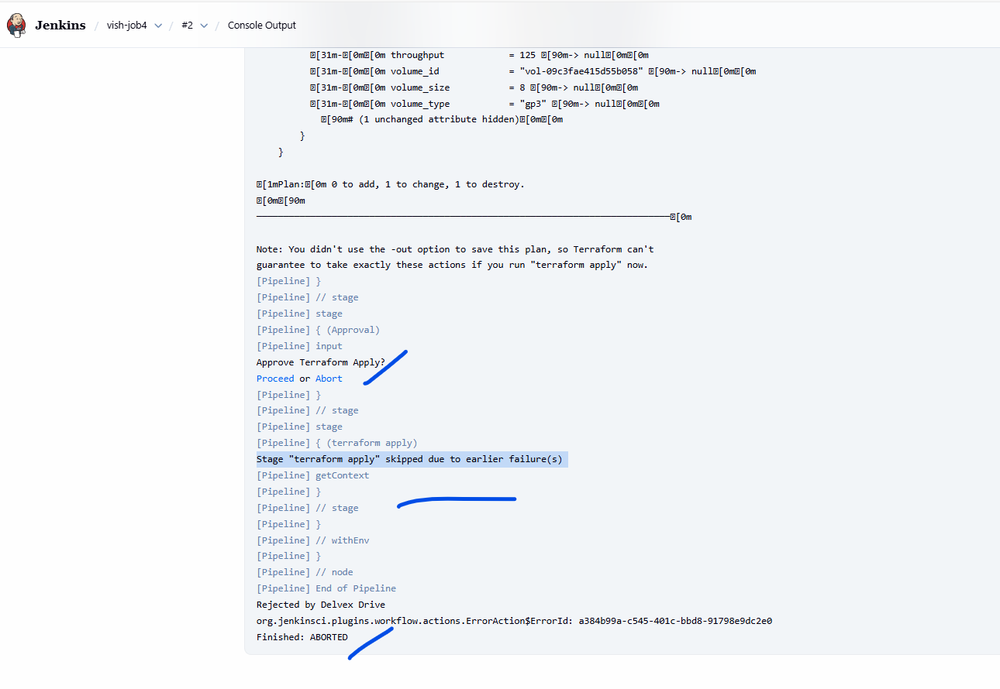 Jenkins / vish-job4 / #2 / Console Output
[31m-[0m[0m throughput = 125 [90m-> null[0m[0m
[31m-[0m[0m volume_id = "vol-09c3fae415d55b058" [90m-> null[0m[0m
[31m-[0m[0m volume_size = 8 [90m-> null[0m[0m
[31m-[0m[0m volume_type = "gp3" [90m-> null[0m[0m
[90m# (1 unchanged attribute hidden)[0m[0m
}
}
[1mPlan:[0m 0 to add, 1 to change, 1 to destroy.
[0m[90m
─────────────────────────────────────────────────────────────────────────────[0m
Note: You didn't use the -out option to save this plan, so Terraform can't
guarantee to take exactly these actions if you run "terraform apply" now.
[Pipeline] }
[Pipeline] // stage
[Pipeline] stage
[Pipeline] { (Approval)
[Pipeline] input
Approve Terraform Apply?
Proceed or Abort
[Pipeline] }
[Pipeline] // stage
[Pipeline] stage
[Pipeline] { (terraform apply)
Stage "terraform apply" skipped due to earlier failure(s)
[Pipeline] getContext
[Pipeline] }
[Pipeline] // stage
[Pipeline] }
[Pipeline] // withEnv
[Pipeline] }
[Pipeline] // node
[Pipeline] End of Pipeline
Rejected by Delvex Drive
org.jenkinsci.plugins.workflow.actions.ErrorAction$ErrorId: a384b99a-c545-401c-bbd8-91798e9dc2e0
Finished: ABORTED